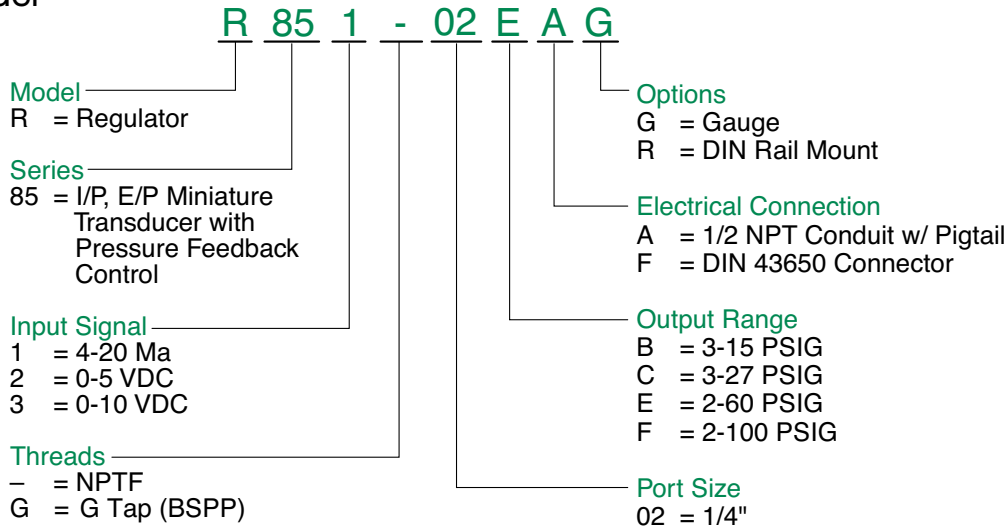 R 85 1 - 02 E A G
Model
R = Regulator
Series
85 = I/P, E/P Miniature
Transducer with
Pressure Feedback
Control
Input Signal
1 = 4-20 Ma
2 = 0-5 VDC
3 = 0-10 VDC
Threads
– = NPTF
G = G Tap (BSPP)
Options
G = Gauge
R = DIN Rail Mount
Electrical Connection
A = 1/2 NPT Conduit w/ Pigtail
F = DIN 43650 Connector
Output Range
B = 3-15 PSIG
C = 3-27 PSIG
E = 2-60 PSIG
F = 2-100 PSIG
Port Size
02 = 1/4"